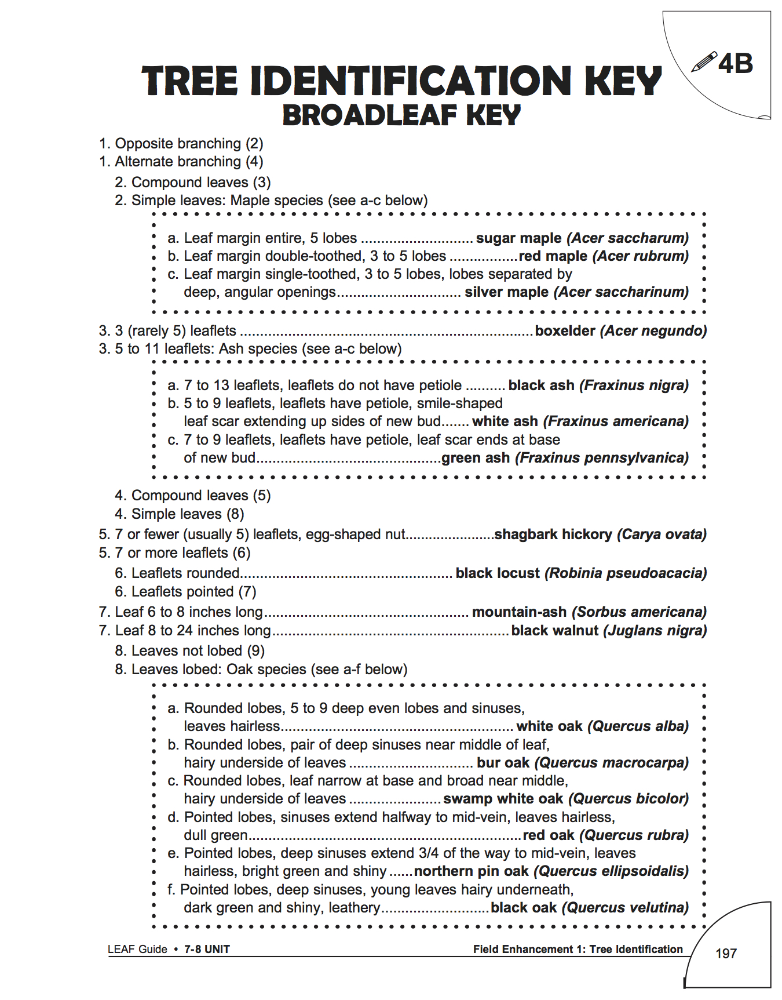 4B
TREE IDENTIFICATION KEY
BROADLEAF KEY
1. Opposite branching (2)
1. Alternate branching (4)
2. Compound leaves (3)
2. Simple leaves: Maple species (see a-c below)
a. Leaf margin entire, 5 lobes ............................ sugar maple (Acer saccharum)
b. Leaf margin double-toothed, 3 to 5 lobes .................red maple (Acer rubrum)
c. Leaf margin single-toothed, 3 to 5 lobes, lobes separated by
deep, angular openings............................... silver maple (Acer saccharinum)
3. 3 (rarely 5) leaflets .........................................................................boxelder (Acer negundo)
3. 5 to 11 leaflets: Ash species (see a-c below)
a. 7 to 13 leaflets, leaflets do not have petiole .......... black ash (Fraxinus nigra)
b. 5 to 9 leaflets, leaflets have petiole, smile-shaped
leaf scar extending up sides of new bud....... white ash (Fraxinus americana)
c. 7 to 9 leaflets, leaflets have petiole, leaf scar ends at base
of new bud..............................................green ash (Fraxinus pennsylvanica)
4. Compound leaves (5)
4. Simple leaves (8)
5. 7 or fewer (usually 5) leaflets, egg-shaped nut......................shagbark hickory (Carya ovata)
5. 7 or more leaflets (6)
6. Leaflets rounded..................................................... black locust (Robinia pseudoacacia)
6. Leaflets pointed (7)
7. Leaf 6 to 8 inches long................................................... mountain-ash (Sorbus americana)
7. Leaf 8 to 24 inches long...........................................................black walnut (Juglans nigra)
8. Leaves not lobed (9)
8. Leaves lobed: Oak species (see a-f below)
a. Rounded lobes, 5 to 9 deep even lobes and sinuses,
leaves hairless.......................................................... white oak (Quercus alba)
b. Rounded lobes, pair of deep sinuses near middle of leaf,
hairy underside of leaves ............................... bur oak (Quercus macrocarpa)
c. Rounded lobes, leaf narrow at base and broad near middle,
hairy underside of leaves .......................swamp white oak (Quercus bicolor)
d. Pointed lobes, sinuses extend halfway to mid-vein, leaves hairless,
dull green....................................................................red oak (Quercus rubra)
e. Pointed lobes, deep sinuses extend 3/4 of the way to mid-vein, leaves
hairless, bright green and shiny ......northern pin oak (Quercus ellipsoidalis)
f. Pointed lobes, deep sinuses, young leaves hairy underneath,
dark green and shiny, leathery...........................black oak (Quercus velutina)
LEAF Guide • 7-8 UNIT Field Enhancement 1: Tree Identification 197